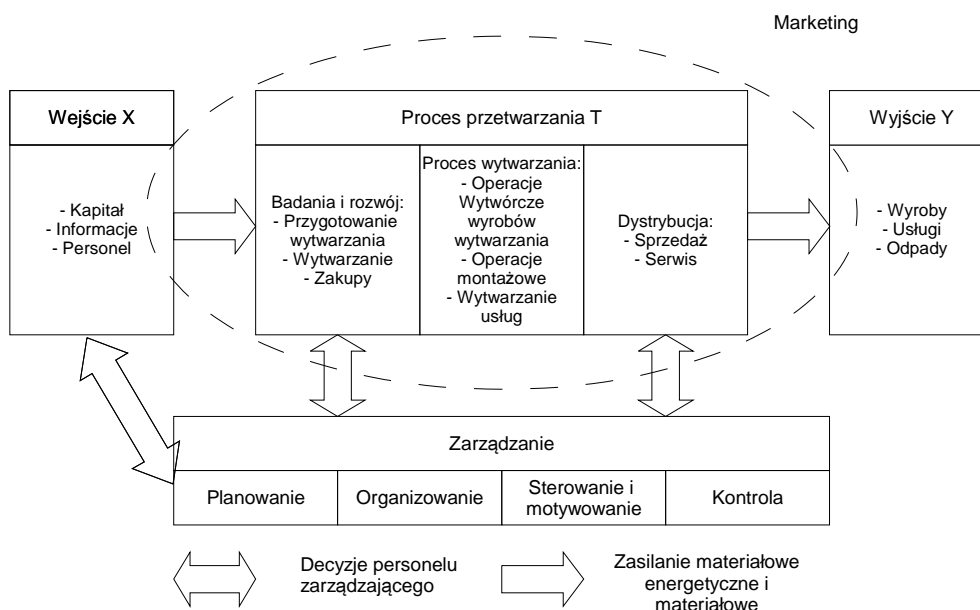 Marketing
Wejście X
Proces przetwarzania T
Wyjście Y
- Kapitał
- Informacje
- Personel
Badania i rozwój:
- Przygotowanie
wytwarzania
- Wytwarzanie
- Zakupy
Proces wytwarzania:
- Operacje
Wytwórcze
wyrobów
wytwarzania
- Operacje
montażowe
- Wytwarzanie
usług
Dystrybucja:
- Sprzedaż
- Serwis
- Wyroby
- Usługi
- Odpady
Zarządzanie
Planowanie
Organizowanie
Sterowanie i
motywowanie
Kontrola
Decyzje personelu
zarządzającego
Zasilanie materiałowe
energetyczne i
materiałowe